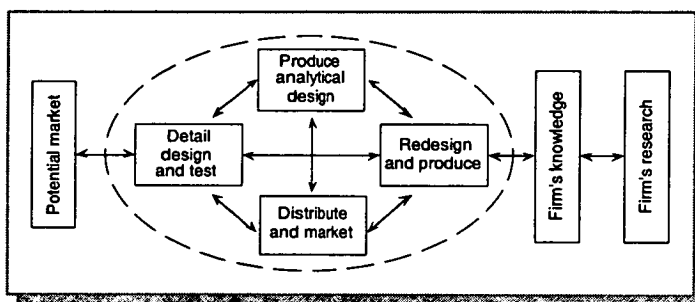 Potential market
Produce
analytical
design
Detail
design
and test
Redesign
and produce
Distribute
and market
Firm's knowledge
Firm's research